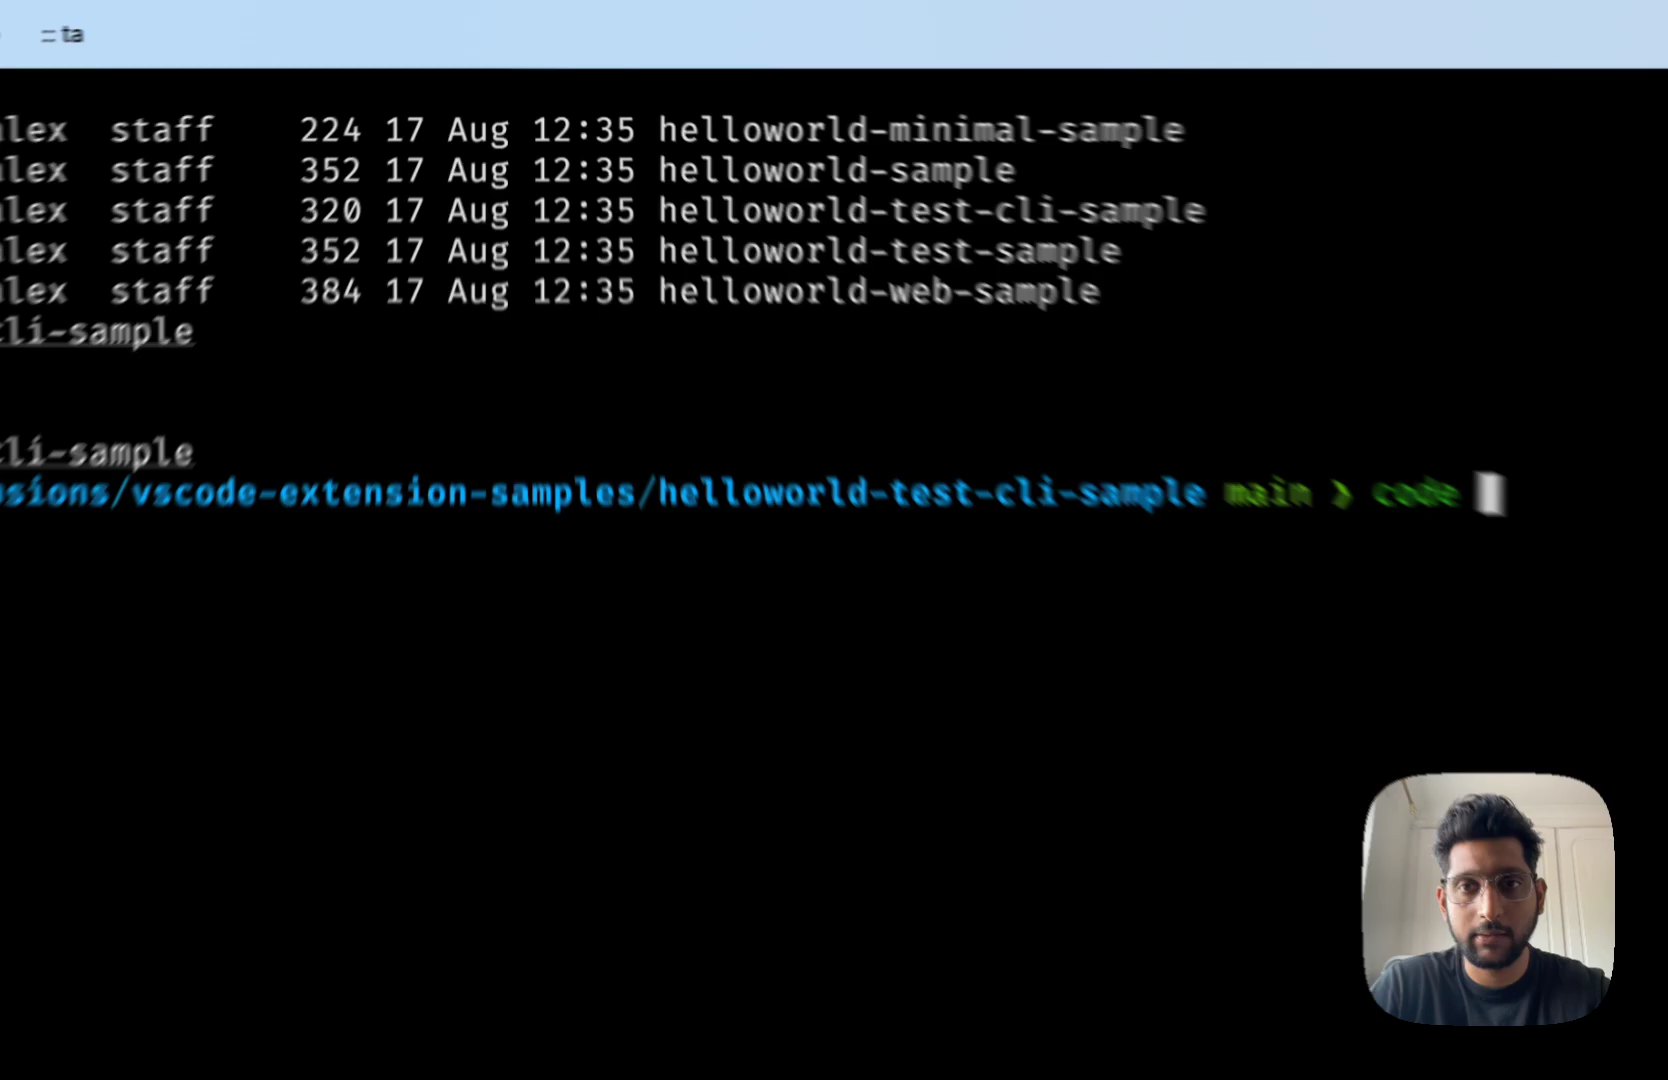 ta
lex staff 224 17 Aug 12:35 helloworld-minimal-sample
lex staff 352 17 Aug 12:35 helloworld-sample
lex staff 320 17 Aug 12:35 helloworld-test-cli-sample
lex staff 352 17 Aug 12:35 helloworld-test-sample
lex staff 384 17 Aug 12:35 helloworld-web-sample
cli-sample
cli-sample
sions/vscode-extension-samples/helloworld-test-cli-sample main ❯ code